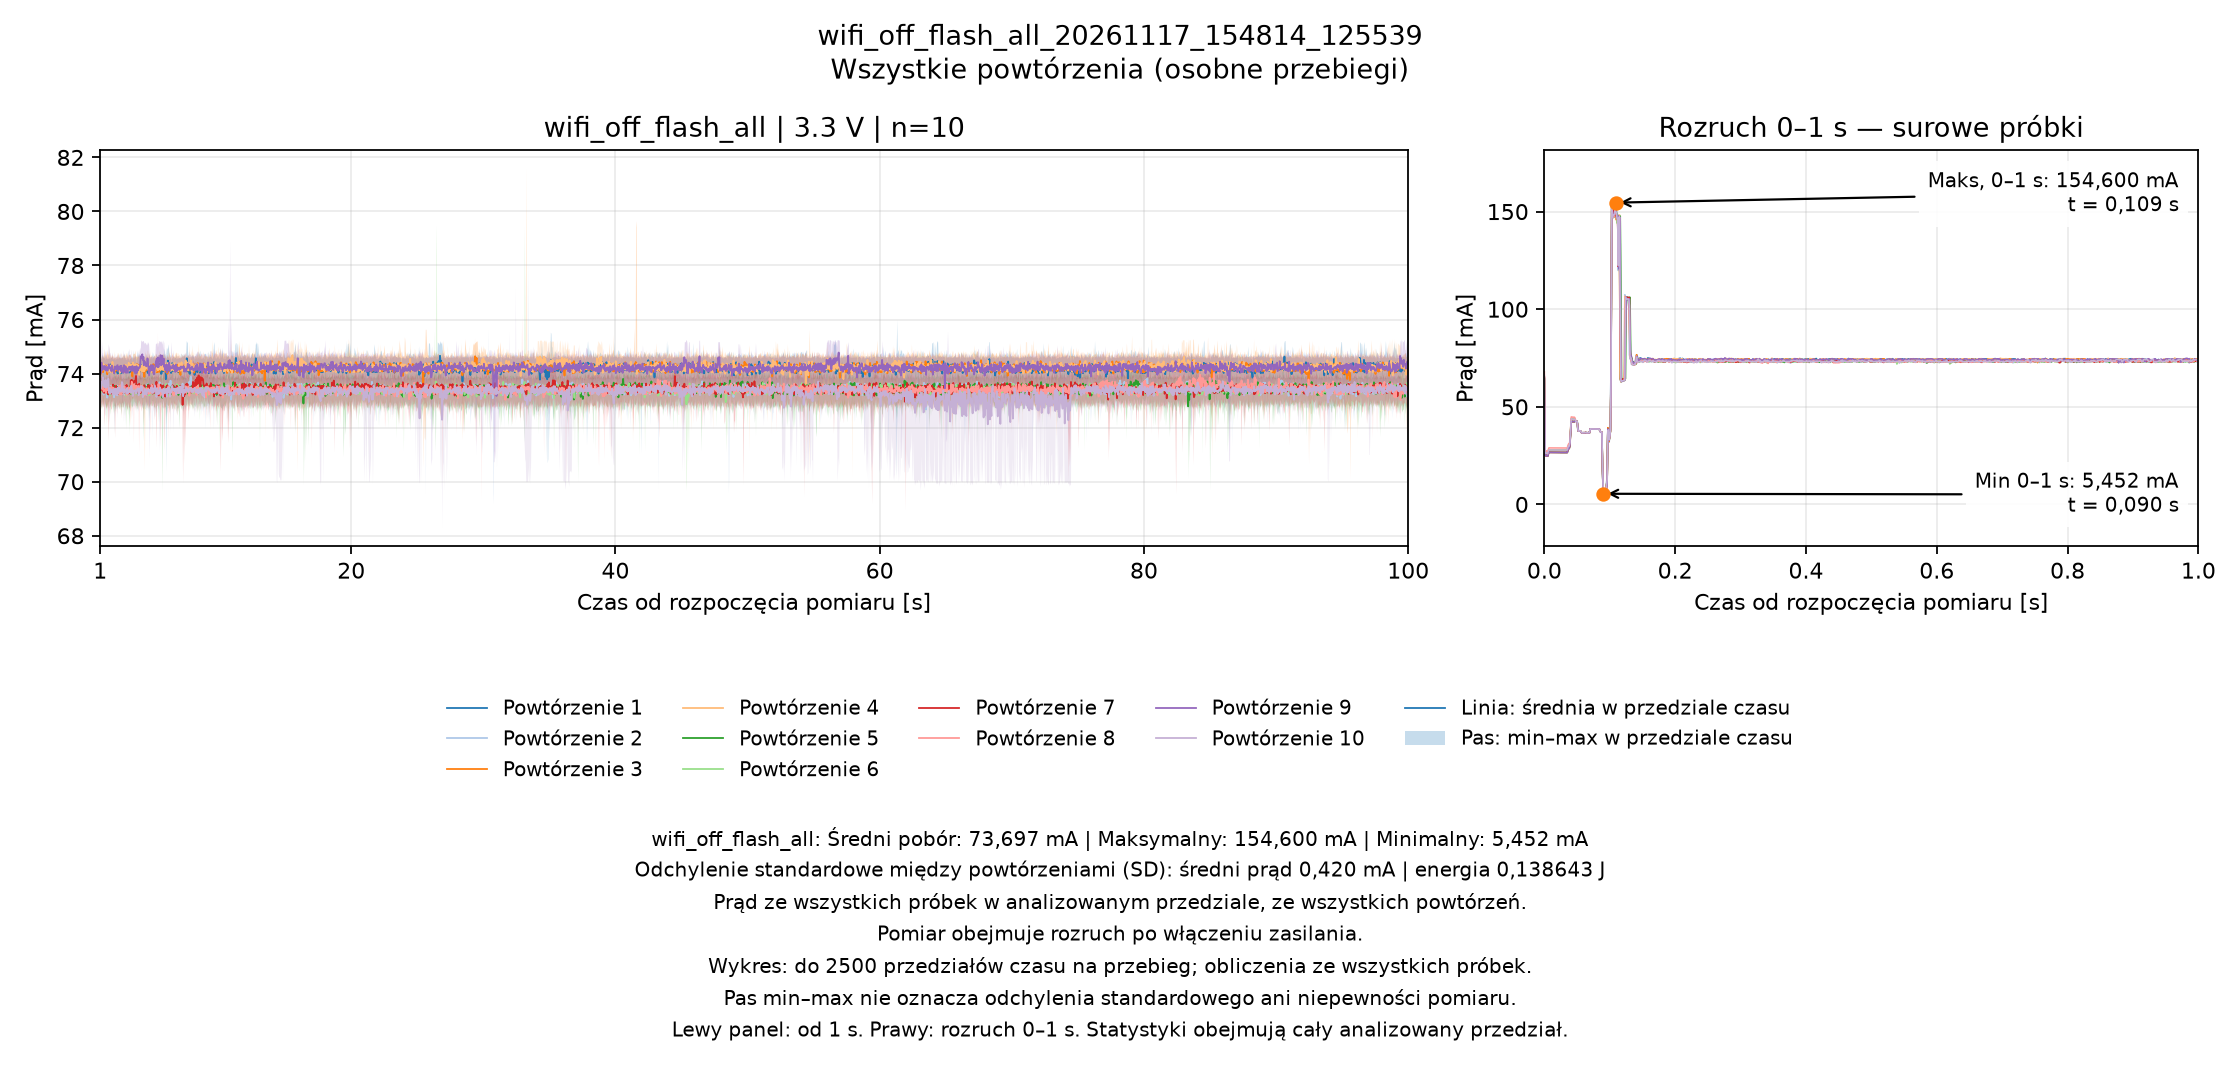 wifi_off_flash_all_20261117_154814_125539
Wszystkie powtórzenia (osobne przebiegi)
wifi_off_flash_all | 3.3 V | n=10
82
80
78
76
74
72
70
68
Prąd [mA]
1
20
40
60
80
100
Czas od rozpoczęcia pomiaru [s]
Rozruch 0–1 s — surowe próbki
Maks, 0–1 s: 154,600 mA
t = 0,109 s
Min 0–1 s: 5,452 mA
t = 0,090 s
150
100
50
0
Prąd [mA]
0.0
0.2
0.4
0.6
0.8
1.0
Czas od rozpoczęcia pomiaru [s]
Powtórzenie 1
Powtórzenie 2
Powtórzenie 3
Powtórzenie 4
Powtórzenie 5
Powtórzenie 6
Powtórzenie 7
Powtórzenie 8
Powtórzenie 9
Powtórzenie 10
Linia: średnia w przedziale czasu
Pas: min–max w przedziale czasu
wifi_off_flash_all: Średni pobór: 73,697 mA | Maksymalny: 154,600 mA | Minimalny: 5,452 mA
Odchylenie standardowe między powtórzeniami (SD): średni prąd 0,420 mA | energia 0,138643 J
Prąd ze wszystkich próbek w analizowanym przedziale, ze wszystkich powtórzeń.
Pomiar obejmuje rozruch po włączeniu zasilania.
Wykres: do 2500 przedziałów czasu na przebieg; obliczenia ze wszystkich próbek.
Pas min–max nie oznacza odchylenia standardowego ani niepewności pomiaru.
Lewy panel: od 1 s. Prawy: rozruch 0–1 s. Statystyki obejmują cały analizowany przedział.